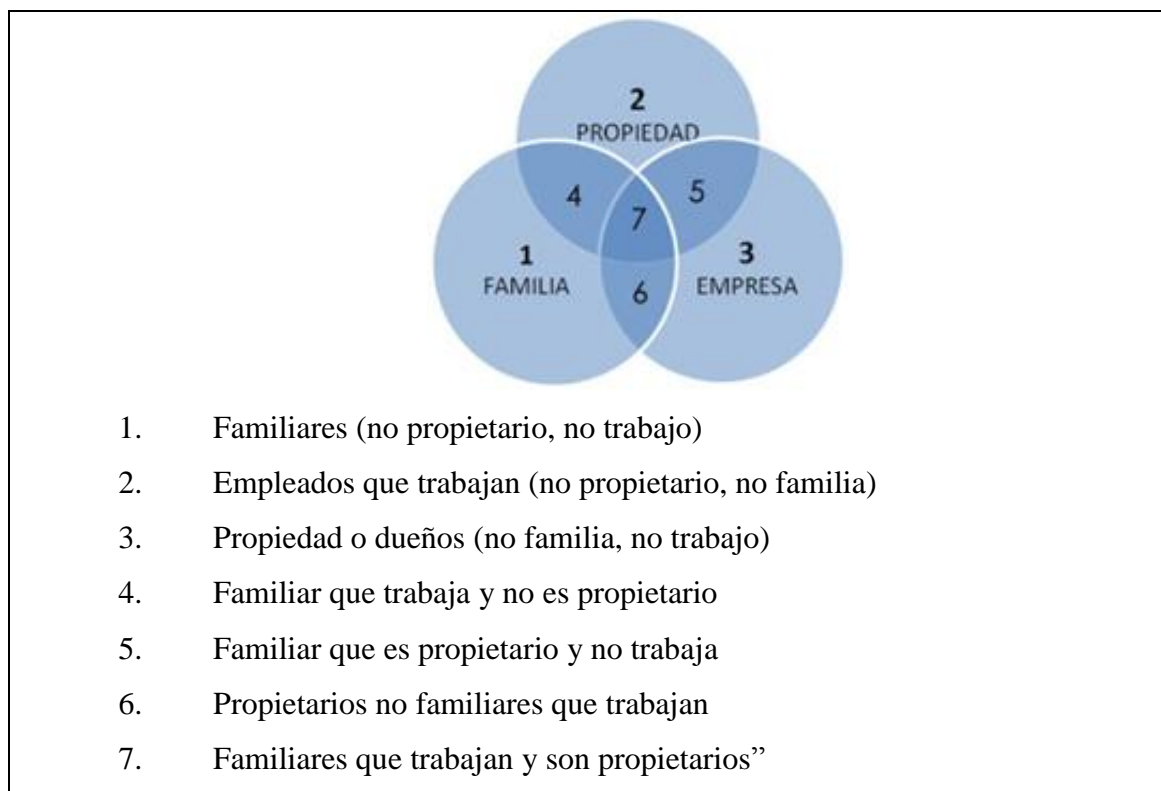 2
PROPIEDAD
4
5
7
1
3
FAMILIA
EMPRESA
6
1. Familiares (no propietario, no trabajo)
2. Empleados que trabajan (no propietario, no familia)
3. Propiedad o dueños (no familia, no trabajo)
4. Familiar que trabaja y no es propietario
5. Familiar que es propietario y no trabaja
6. Propietarios no familiares que trabajan
7. Familiares que trabajan y son propietarios”